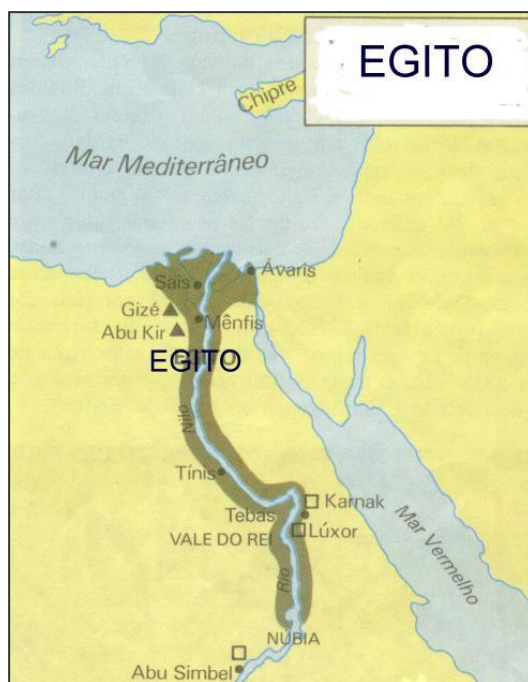 EGITO
Chipre
Mar Mediterrâneo
Ávaris
Sais
Gizé
Mênfis
Abu Kir
EGITO
Nilo
Tínis
Karnak
Tebas
Lúxor
VALE DO REI
Mar Vermelho
Rio
NÚBIA
Abu Simbel